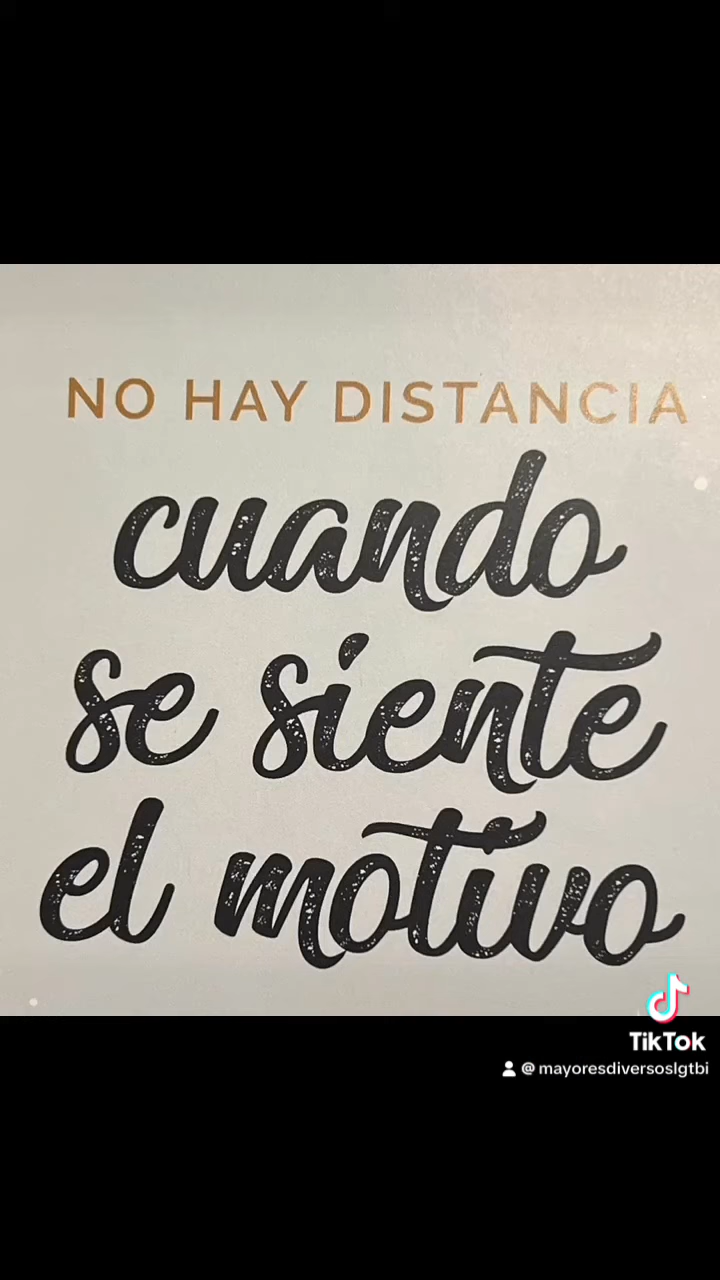 NO HAY DISTANCIA
cuando
se siente
el motivo
TikTok
@mayoresdiversoslgtbi